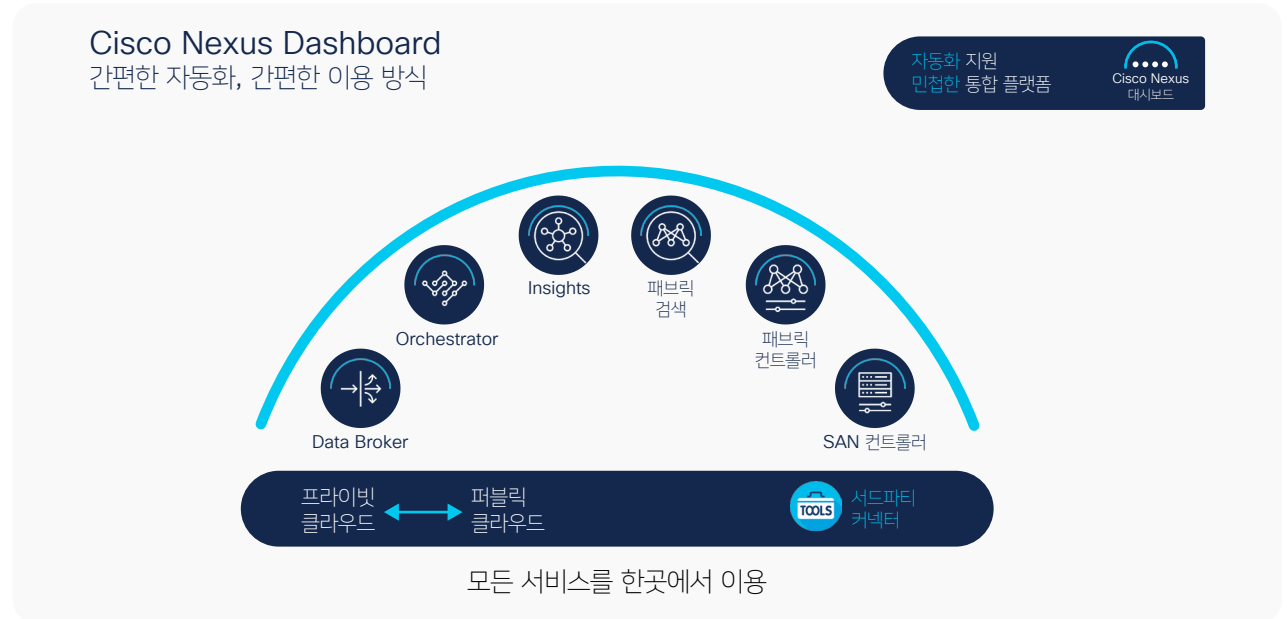 Cisco Nexus Dashboard
간편한 자동화, 간편한 이용 방식
자동화 지원
민첩한 통합 플랫폼
Cisco Nexus
대시보드
Insights
패브릭
검색
Orchestrator
패브릭
컨트롤러
Data Broker
SAN 컨트롤러
프라이빗
클라우드
퍼블릭
클라우드
TOOLS
서드파티
커넥터
모든 서비스를 한곳에서 이용